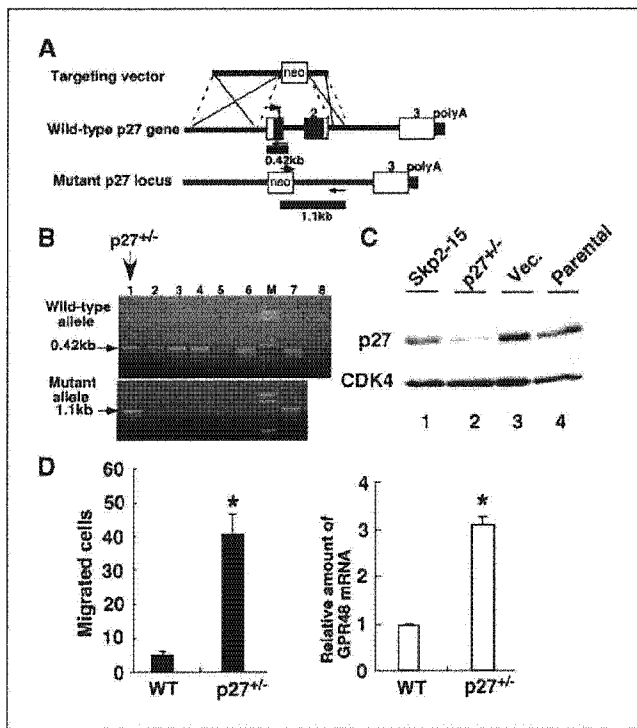 A
Targeting vector
neo
Wild-type p27 gene
2
3
polyA
0.42kb
Mutant p27 locus
neo
3
polyA
1.1kb
B
p27+/-
1 2 3 4 5 6 M 7 8
Wild-type
allele
0.42kb
Mutant
allele
1.1kb
C
Skp2-15
p27+/-
Vec.
Parental
p27
CDK4
1 2 3 4
D
Migrated cells
60
50
40
30
20
10
0
*
WT
p27+/-
Relative amount of
GPR48 mRNA
4
3
2
1
0
*
WT
p27+/-